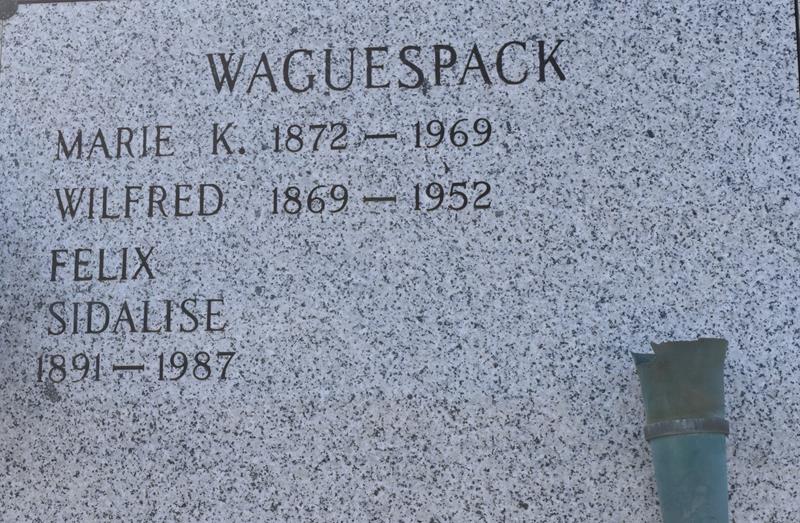 WAGUESPACK
MARIE K. 1872 — 1969
WILFRED 1869 — 1952
FELIX
SIDALISE
1891 — 1987